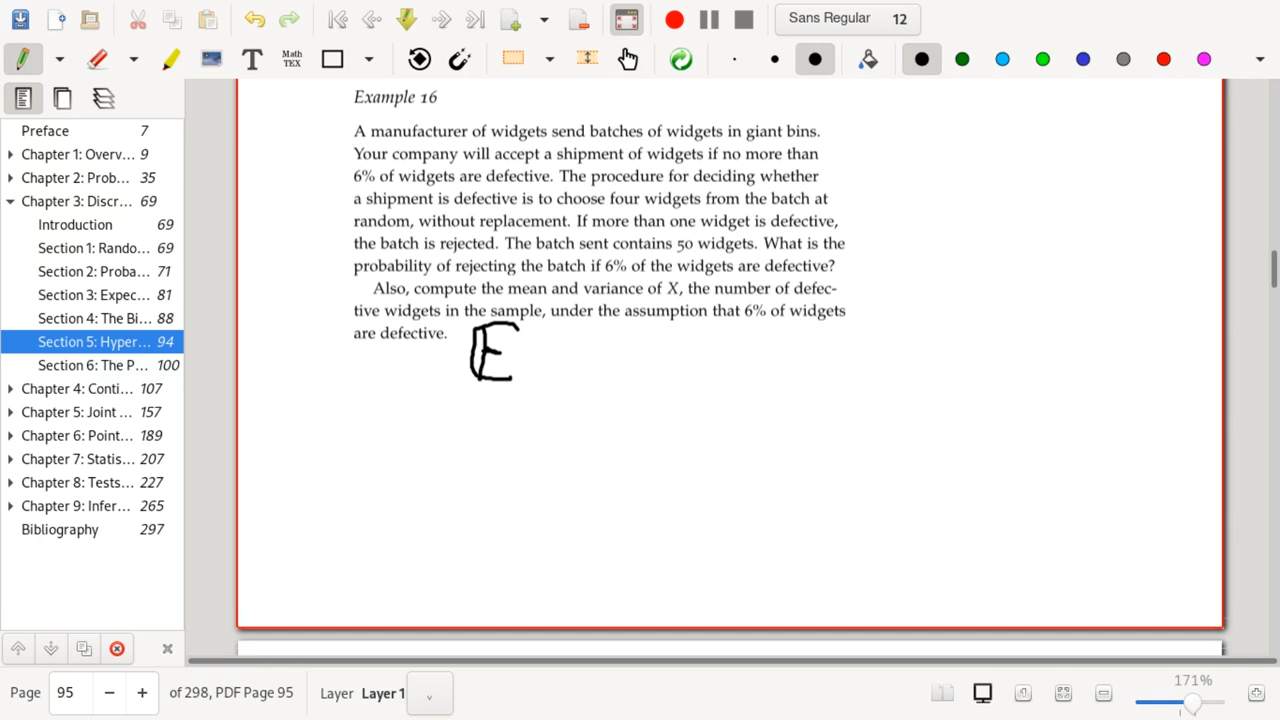 Sans Regular 12
T Math TEX
Preface 7
Chapter 1: Overv... 9
Chapter 2: Prob... 35
Chapter 3: Discr... 69
Introduction 69
Section 1: Rando... 69
Section 2: Proba... 71
Section 3: Expec... 81
Section 4: The Bi... 88
Section 5: Hyper... 94
Section 6: The P... 100
Chapter 4: Conti... 107
Chapter 5: Joint ... 157
Chapter 6: Point... 189
Chapter 7: Statis... 207
Chapter 8: Tests... 227
Chapter 9: Infer... 265
Bibliography 297
Example 16
A manufacturer of widgets send batches of widgets in giant bins.
Your company will accept a shipment of widgets if no more than
6% of widgets are defective. The procedure for deciding whether
a shipment is defective is to choose four widgets from the batch at
random, without replacement. If more than one widget is defective,
the batch is rejected. The batch sent contains 50 widgets. What is the
probability of rejecting the batch if 6% of the widgets are defective?
Also, compute the mean and variance of X, the number of defec-
tive widgets in the sample, under the assumption that 6% of widgets
are defective.
E
Page 95 of 298, PDF Page 95 Layer Layer 1
171%